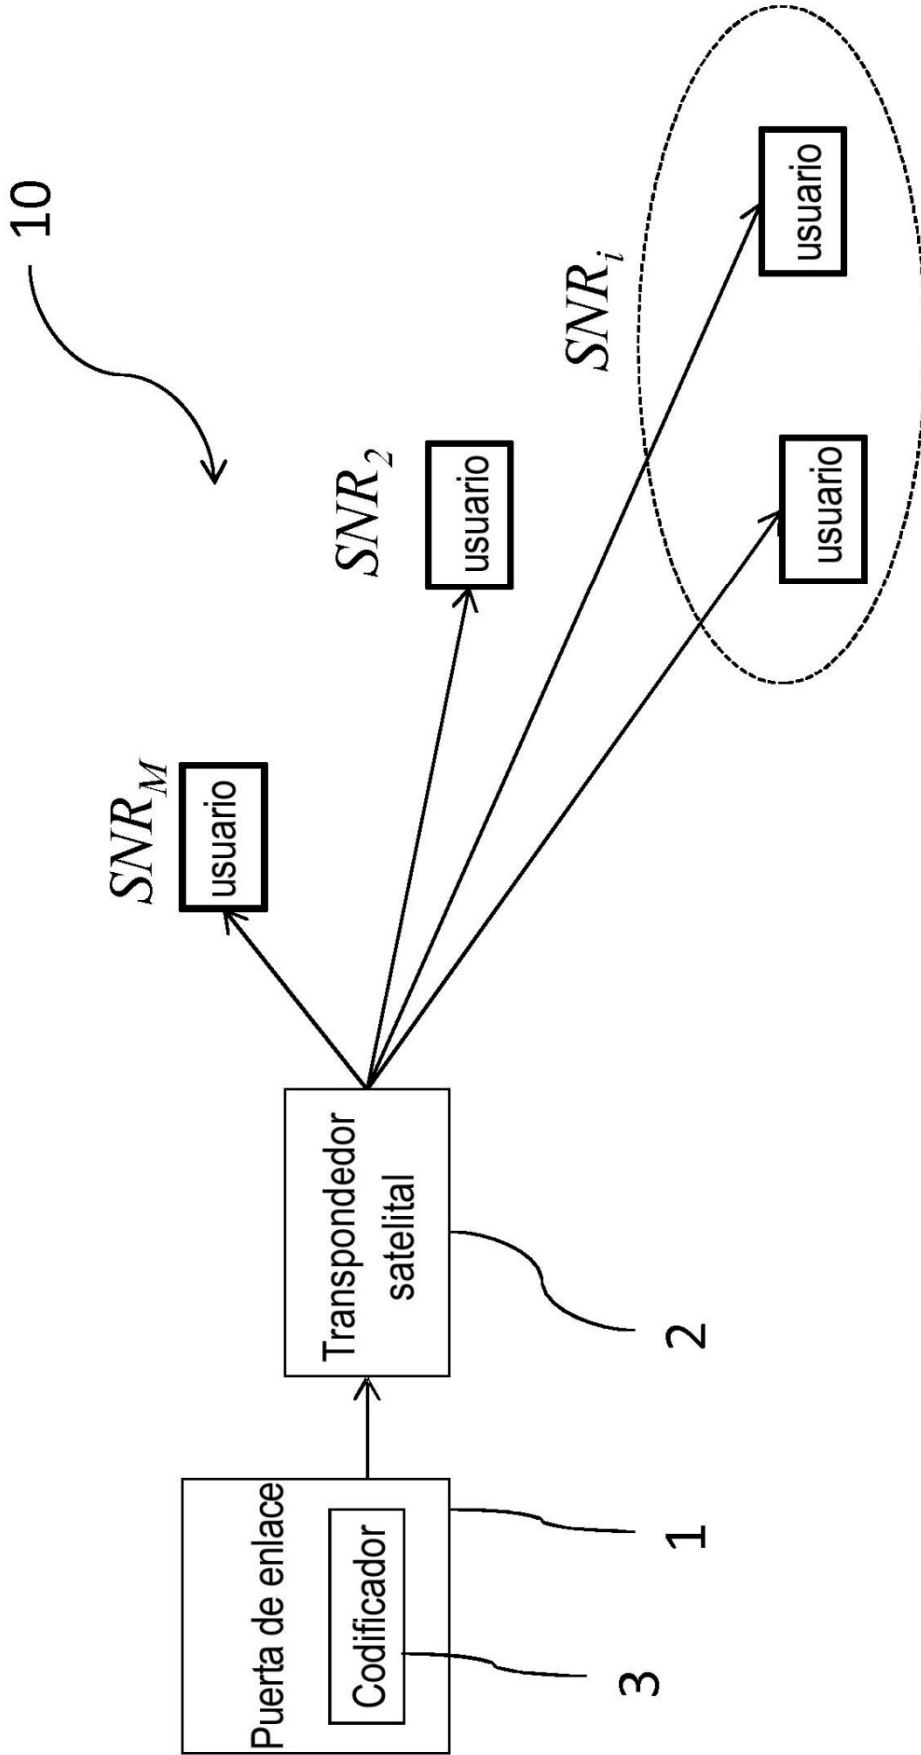 10
SNR_M
usuario
SNR_2
usuario
SNR_i
usuario
usuario
Transpondedor
satelital
2
Puerta de enlace
Codificador
1
3